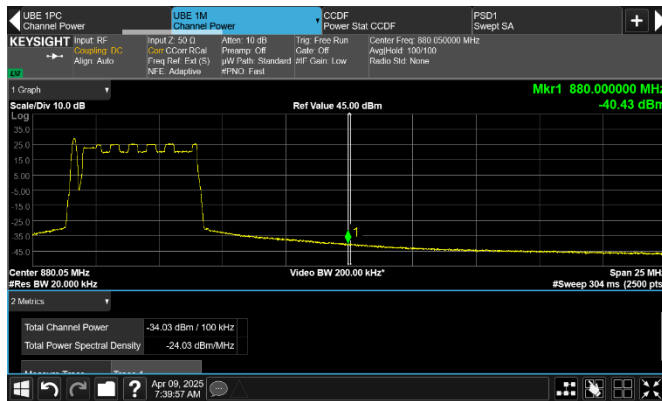 UBE 1PC
Channel Power
UBE 1M
Channel Power
CCDF
Power Stat CCDF
PSD1
Swept SA
KEYSIGHT
Input: RF
Coupling: DC
Align: Auto
Input Z: 50 Ω
Corr CCorr RCal
Freq Ref: Ext (S)
NFE: Adaptive
Atten: 10 dB
Preamp: Off
µW Path: Standard
#PNO: Fast
Trig: Free Run
Gate: Off
#IF Gain: Low
Center Freq: 880.050000 MHz
Avg|Hold: 100/100
Radio Std: None
1 Graph
Mkr1 880.000000 MHz
Scale/Div 10.0 dB
Ref Value 45.00 dBm
-40.43 dBm
Log
35.0
25.0
15.0
5.00
-5.00
-15.0
-25.0
-35.0
-45.0
1
Center 880.05 MHz
Video BW 200.00 kHz*
Span 25 MHz
#Res BW 20.000 kHz
#Sweep 304 ms (2500 pts
2 Metrics
Total Channel Power
-34.03 dBm / 100 kHz
Total Power Spectral Density
-24.03 dBm/MHz
Apr 09, 2025
7:39:57 AM